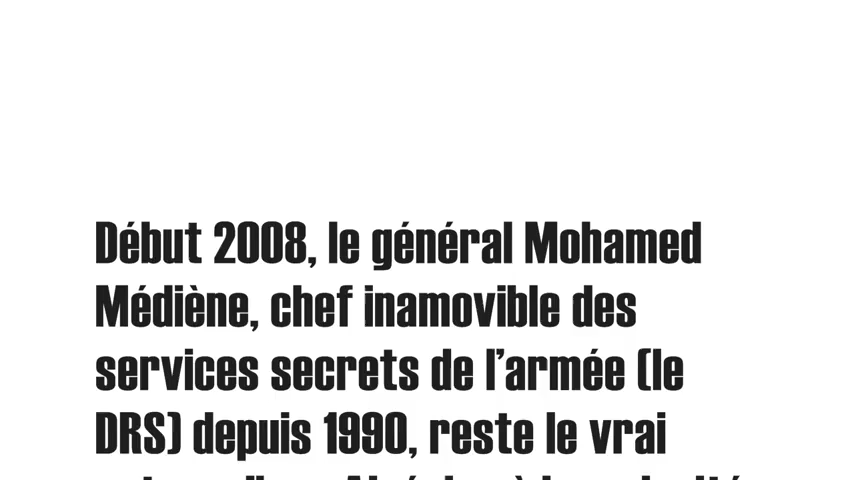 Début 2008, le général Mohamed
Médiène, chef inamovible des
services secrets de l’armée (le
DRS) depuis 1990, reste le vrai